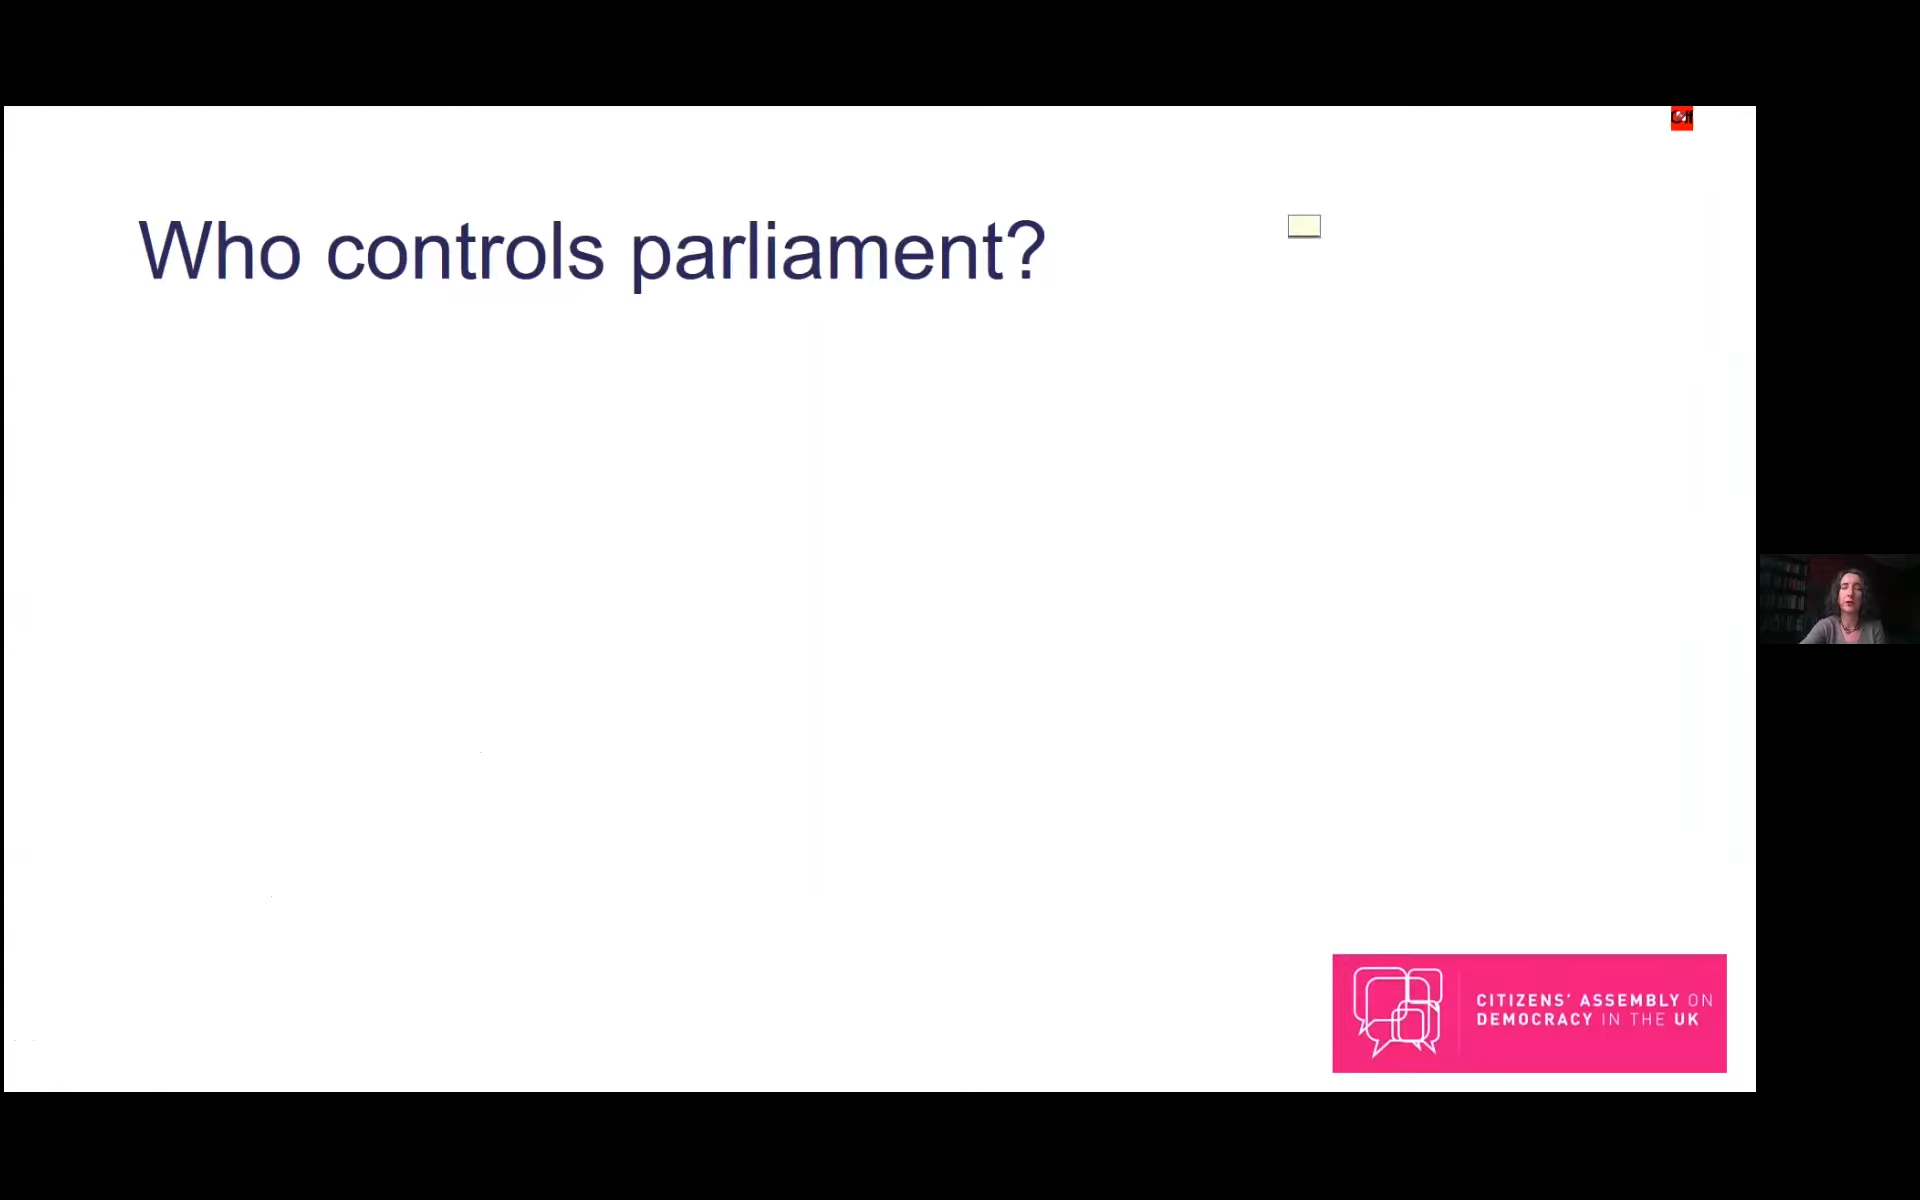 Who controls parliament?
CITIZENS' ASSEMBLY ON
DEMOCRACY IN THE UK